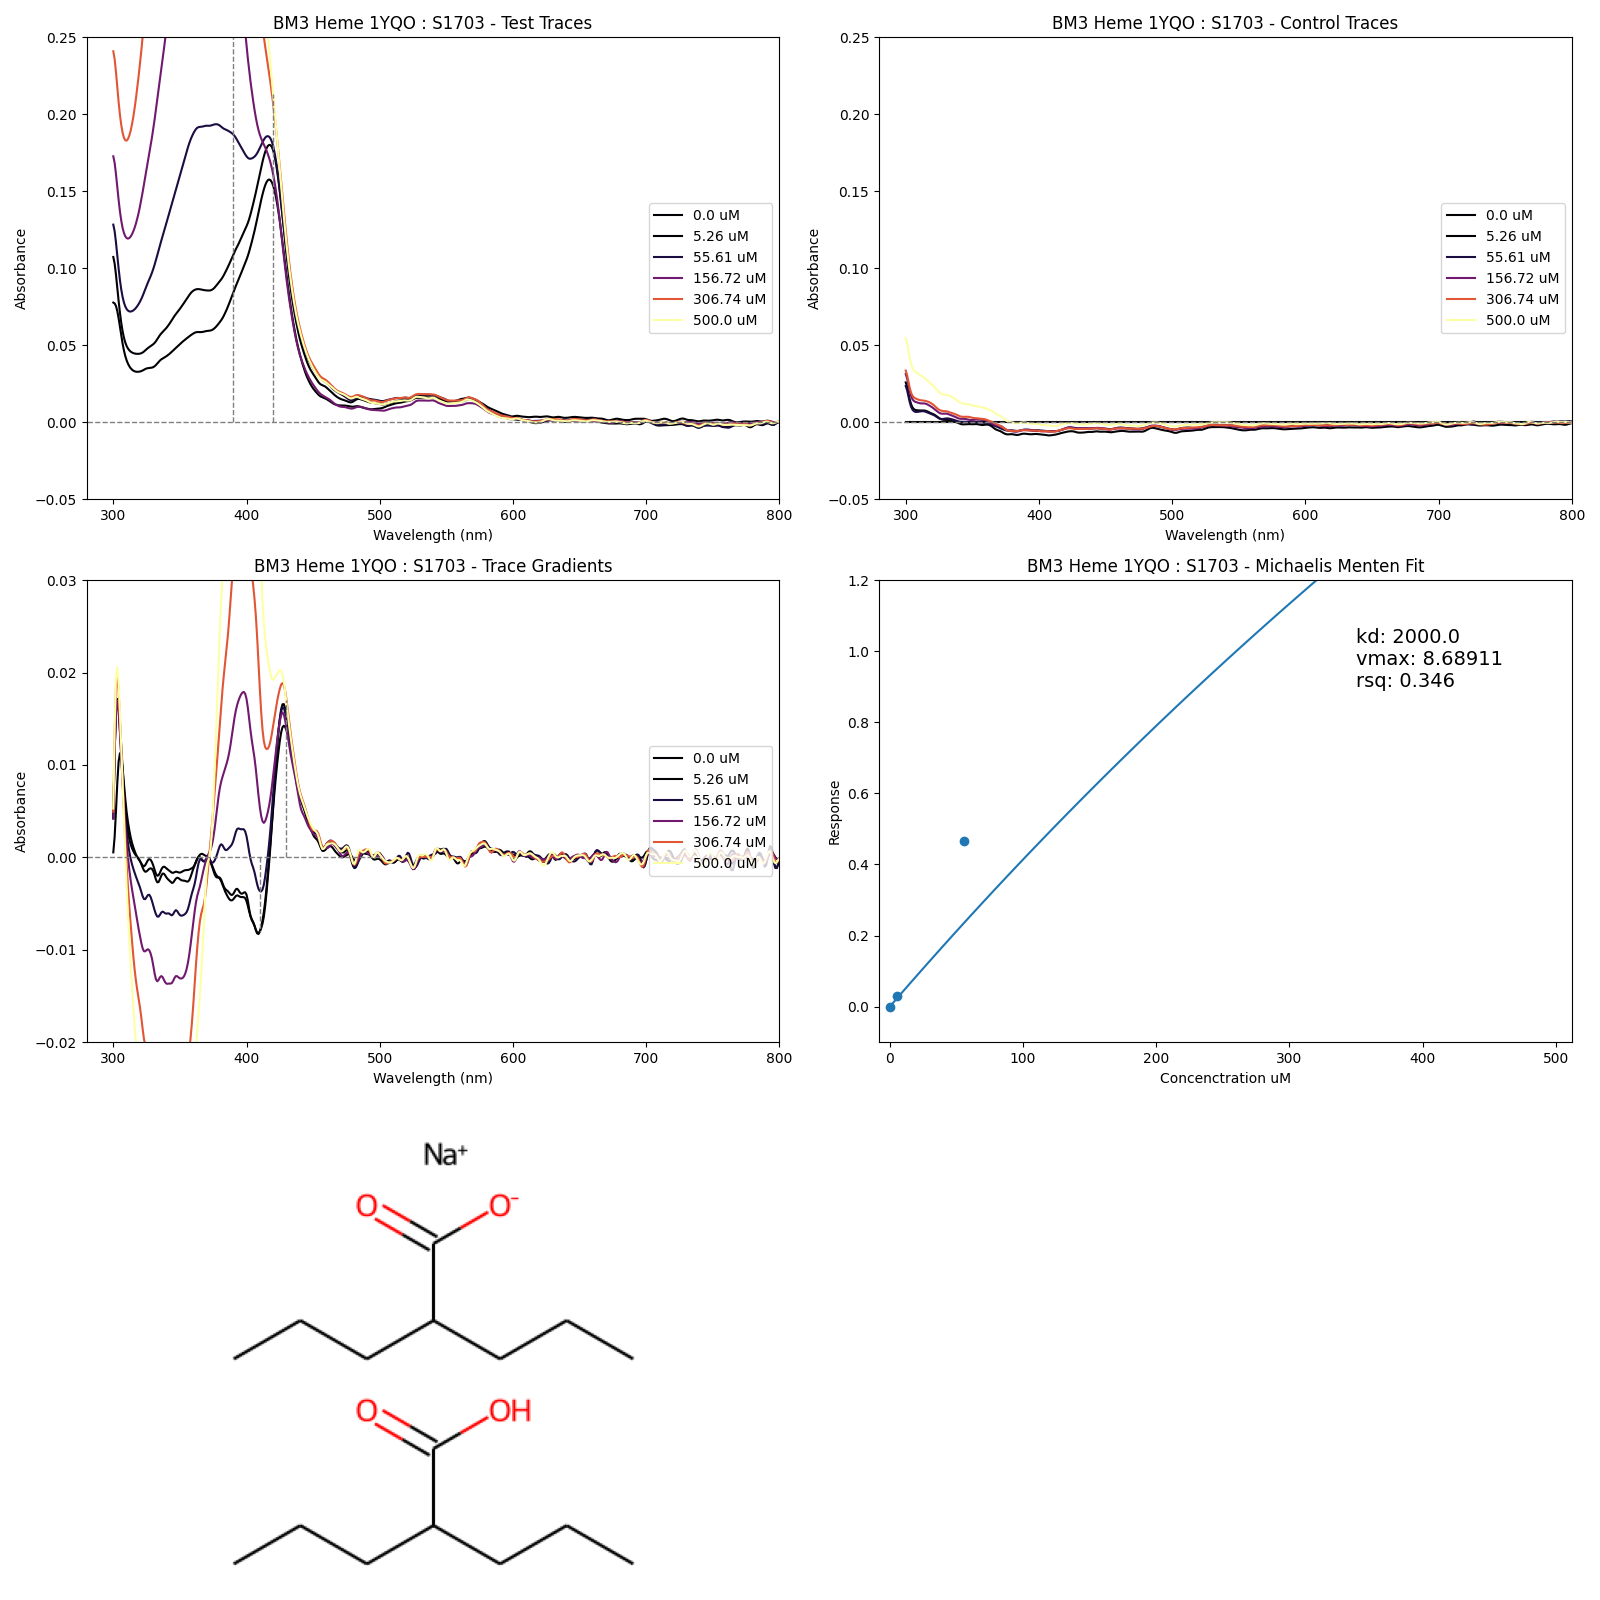 BM3 Heme 1YQO : S1703 - Test Traces
0.25
0.20
0.15
0.10
0.05
0.00
−0.05
Absorbance
300 400 500 600 700 800
Wavelength (nm)
0.0 uM
5.26 uM
55.61 uM
156.72 uM
306.74 uM
500.0 uM
BM3 Heme 1YQO : S1703 - Control Traces
0.25
0.20
0.15
0.10
0.05
0.00
−0.05
Absorbance
300 400 500 600 700 800
Wavelength (nm)
0.0 uM
5.26 uM
55.61 uM
156.72 uM
306.74 uM
500.0 uM
BM3 Heme 1YQO : S1703 - Trace Gradients
0.03
0.02
0.01
0.00
−0.01
−0.02
Absorbance
300 400 500 600 700 800
Wavelength (nm)
0.0 uM
5.26 uM
55.61 uM
156.72 uM
306.74 uM
500.0 uM
BM3 Heme 1YQO : S1703 - Michaelis Menten Fit
1.2
1.0
0.8
0.6
0.4
0.2
0.0
Response
0 100 200 300 400 500
Concenctration uM
kd: 2000.0
vmax: 8.68911
rsq: 0.346
Na⁺
O O⁻
O OH